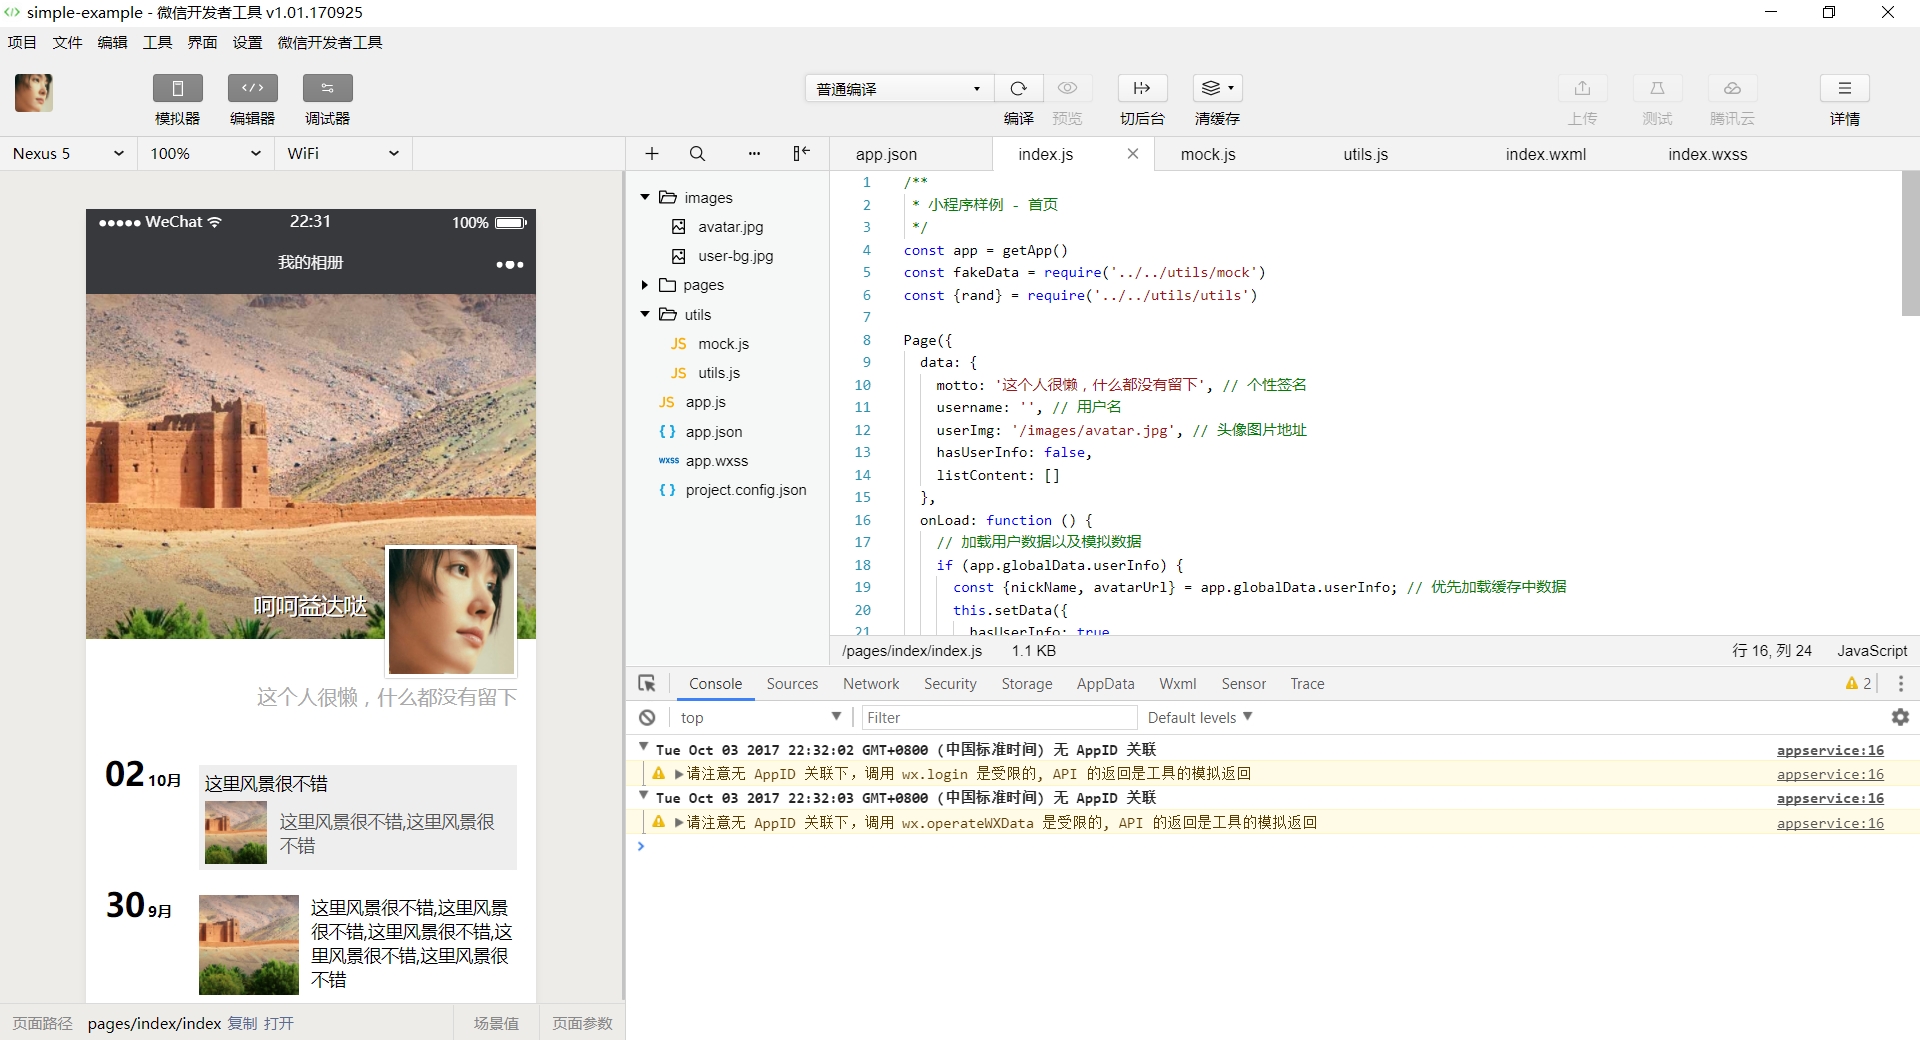 simple-example - 微信开发者工具 v1.01.170925
项目 文件 编辑 工具 界面 设置 微信开发者工具
模拟器 编辑器 调试器
普通编译
编译 预览 切后台 清缓存
上传 测试 腾讯云 详情
Nexus 5 100% WiFi
WeChat 22:31 100%
我的相册
呵呵益达哒
这个人很懒，什么都没有留下
02 10月
这里风景很不错
这里风景很不错,这里风景很
不错
30 9月
这里风景很不错,这里风景
很不错,这里风景很不错,这
里风景很不错,这里风景很
不错
页面路径 pages/index/index 复制 打开 场景值 页面参数
images
avatar.jpg
user-bg.jpg
pages
utils
JS mock.js
JS utils.js
JS app.js
{ } app.json
wxss app.wxss
{ } project.config.json
app.json index.js mock.js utils.js index.wxml index.wxss
1 /**
2 * 小程序样例 - 首页
3 */
4 const app = getApp()
5 const fakeData = require('../../utils/mock')
6 const {rand} = require('../../utils/utils')
7
8 Page({
9 data: {
10 motto: '这个人很懒，什么都没有留下', // 个性签名
11 username: '', // 用户名
12 userImg: '/images/avatar.jpg', // 头像图片地址
13 hasUserInfo: false,
14 listContent: []
15 },
16 onLoad: function () {
17 // 加载用户数据以及模拟数据
18 if (app.globalData.userInfo) {
19 const {nickName, avatarUrl} = app.globalData.userInfo; // 优先加载缓存中数据
20 this.setData({
21 hasUserInfo: true
/pages/index/index.js 1.1 KB 行 16, 列 24 JavaScript
Console Sources Network Security Storage AppData Wxml Sensor Trace 2
top Filter Default levels
Tue Oct 03 2017 22:32:02 GMT+0800 (中国标准时间) 无 AppID 关联 appservice:16
请注意无 AppID 关联下，调用 wx.login 是受限的, API 的返回是工具的模拟返回 appservice:16
Tue Oct 03 2017 22:32:03 GMT+0800 (中国标准时间) 无 AppID 关联 appservice:16
请注意无 AppID 关联下，调用 wx.operateWXData 是受限的, API 的返回是工具的模拟返回 appservice:16